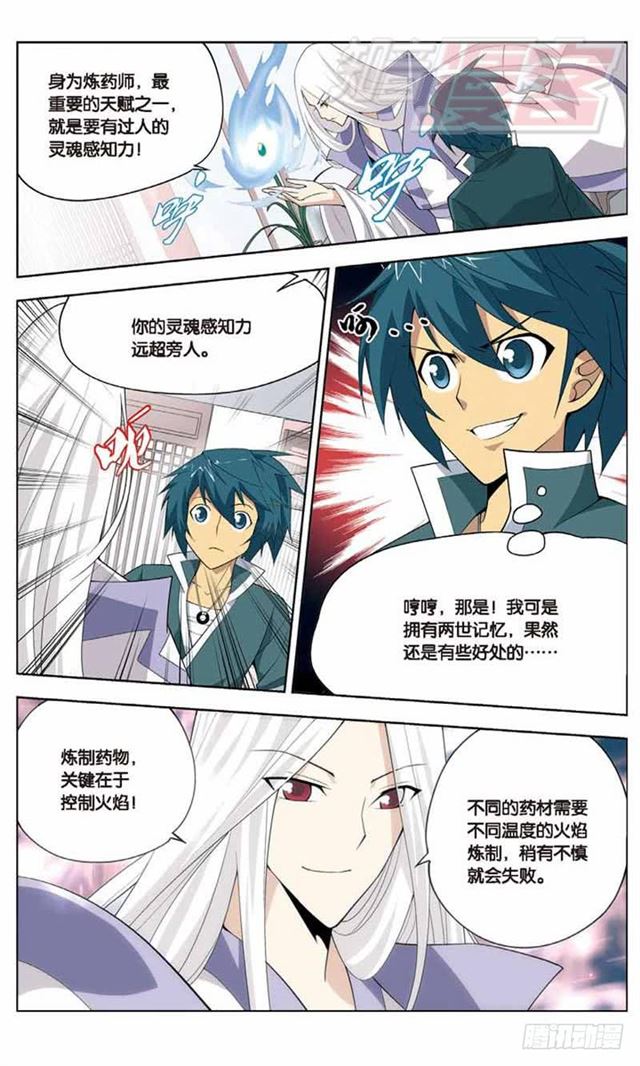 知音漫客
身为炼药师，最
重要的天赋之一，
就是要有过人的
灵魂感知力！
呼
呼
你的灵魂感知力
远超旁人。
呃
哼哼，那是！我可是
拥有两世记忆，果然
还是有些好处的……
炼制药物，
关键在于
控制火焰！
不同的药材需要
不同温度的火焰
炼制，稍有不慎
就会失败。
腾讯动漫